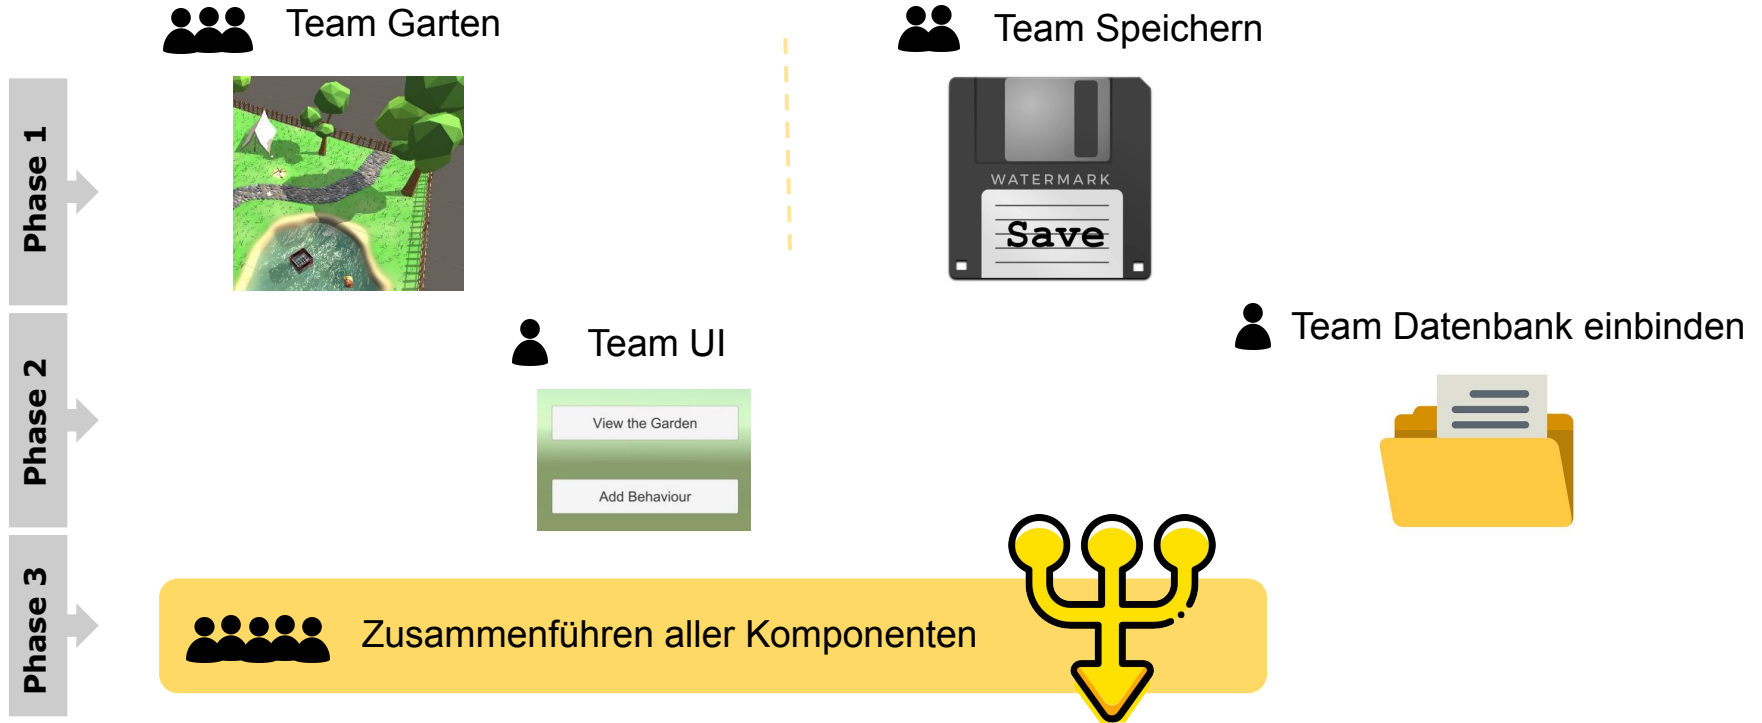 Team Garten
Team Speichern
Phase 1
WATERMARK
Save
Phase 2
Team UI
Team Datenbank einbinden
View the Garden
Add Behaviour
Phase 3
Zusammenführen aller Komponenten